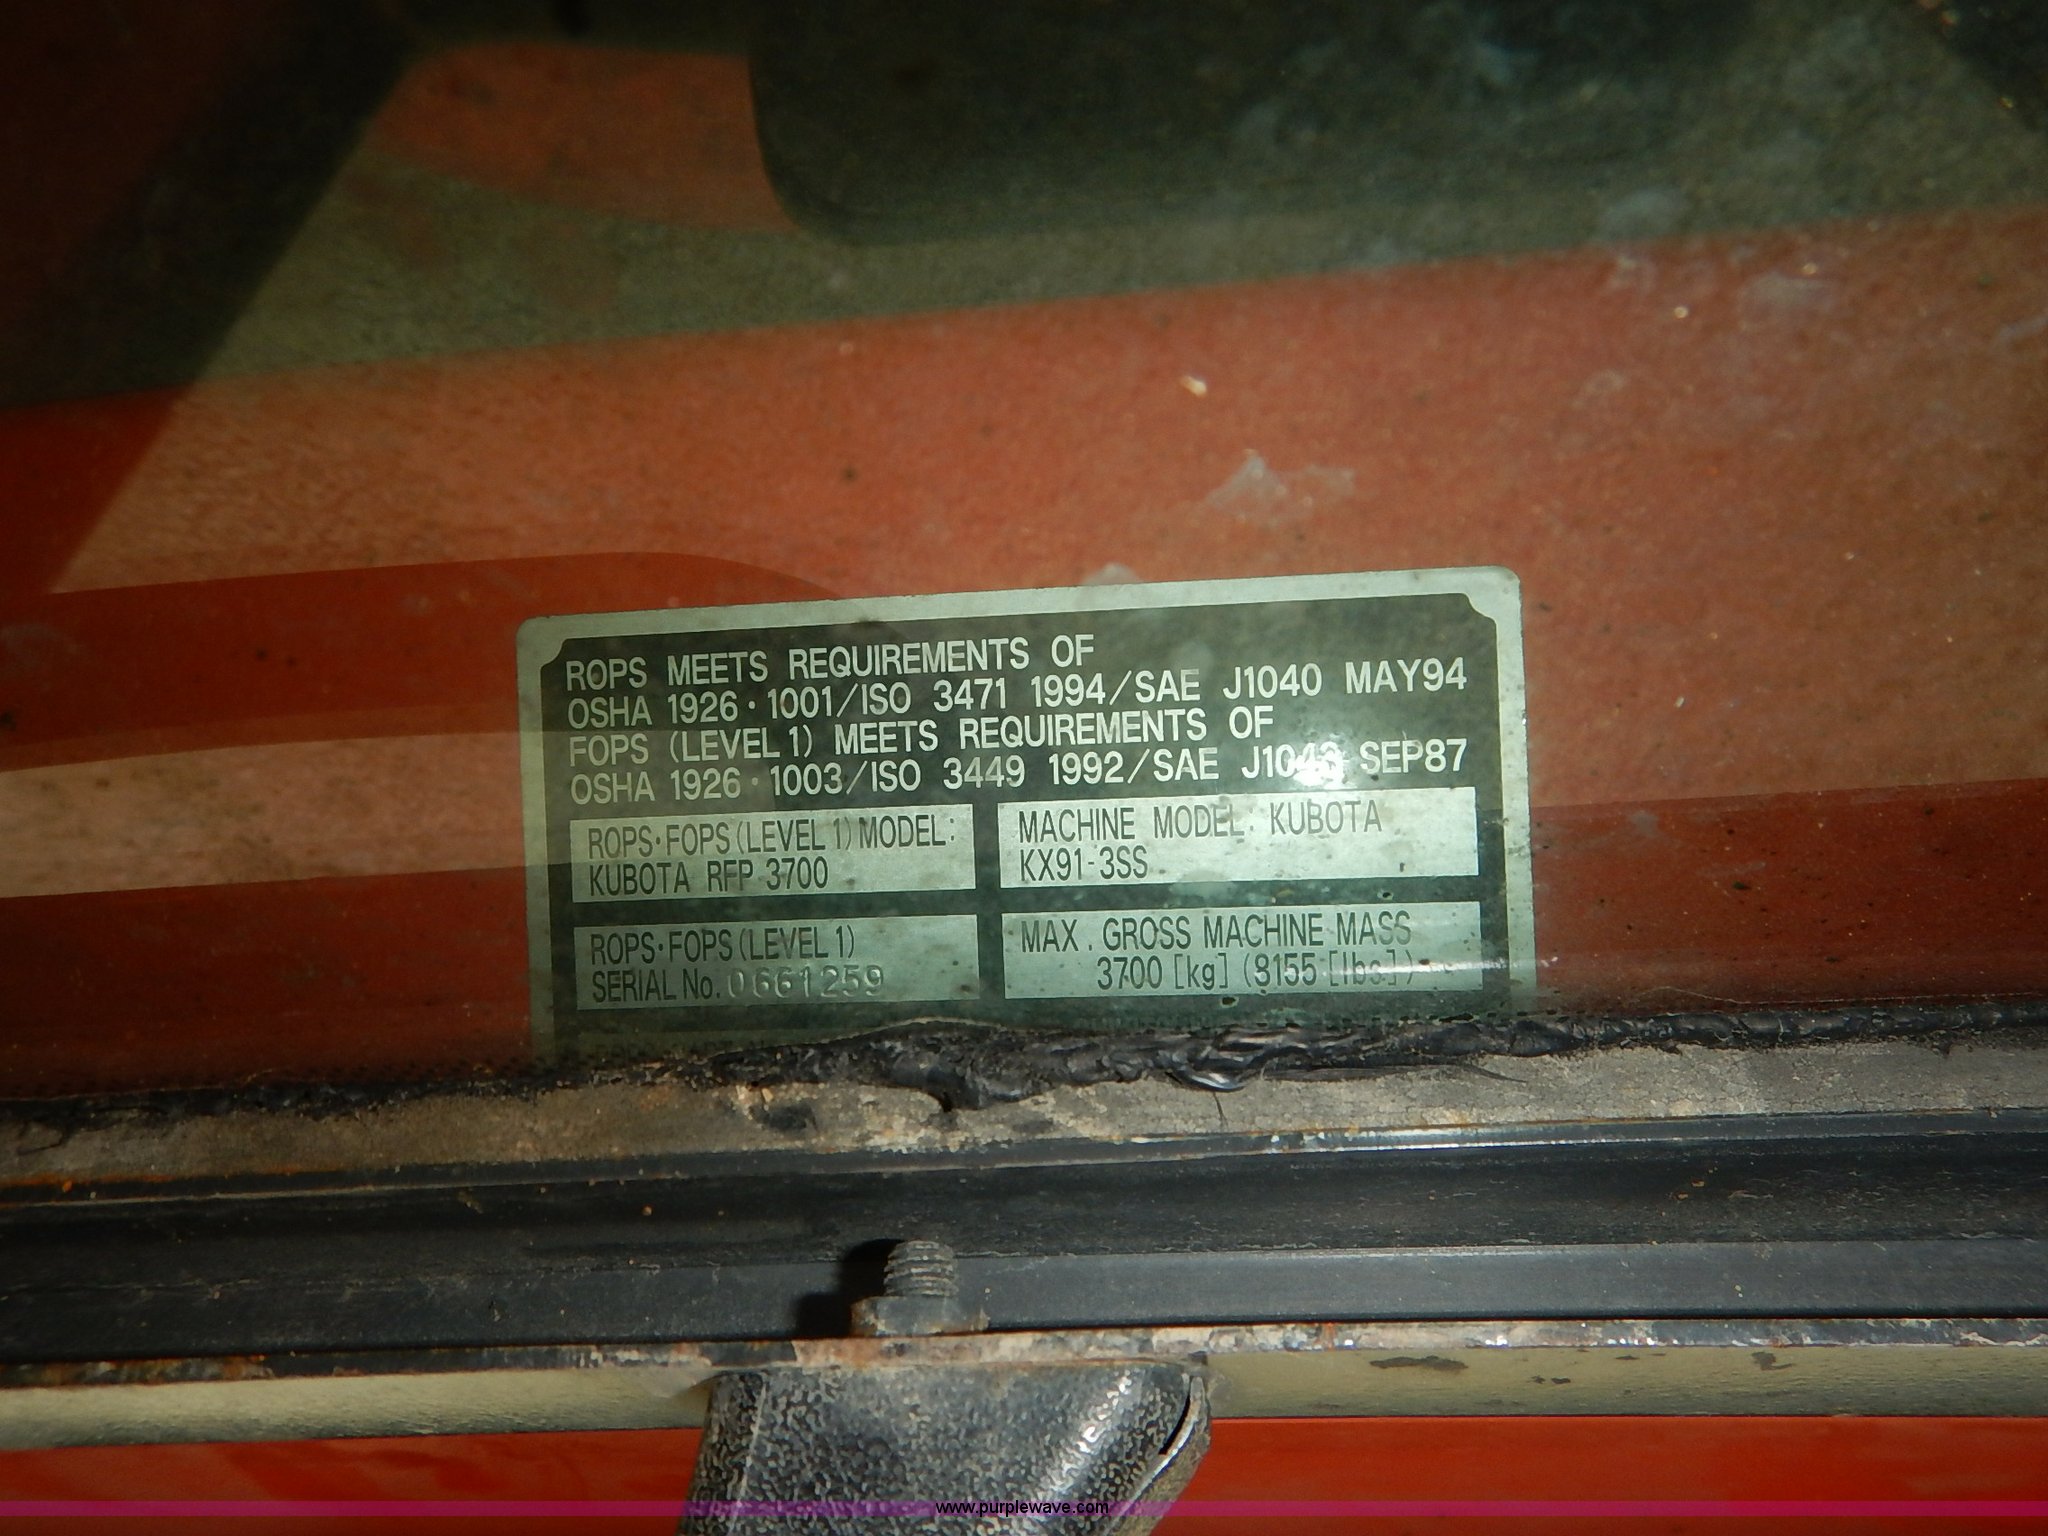 ROPS MEETS REQUIREMENTS OF
OSHA 1926・1001/ISO 3471 1994/SAE J1040 MAY94
FOPS (LEVEL 1) MEETS REQUIREMENTS OF
OSHA 1926・1003/ISO 3449 1992/SAE SEP87
ROPS・FOPS (LEVEL 1) MODEL:
KUBOTA RFP 3700
MACHINE MODEL. KUBOTA
KX91-3SS
ROPS・FOPS (LEVEL 1)
SERIAL No. 0661259
MAX. GROSS MACHINE MASS
3700 [kg] (8155 [lbs.])
www.purplewave.com